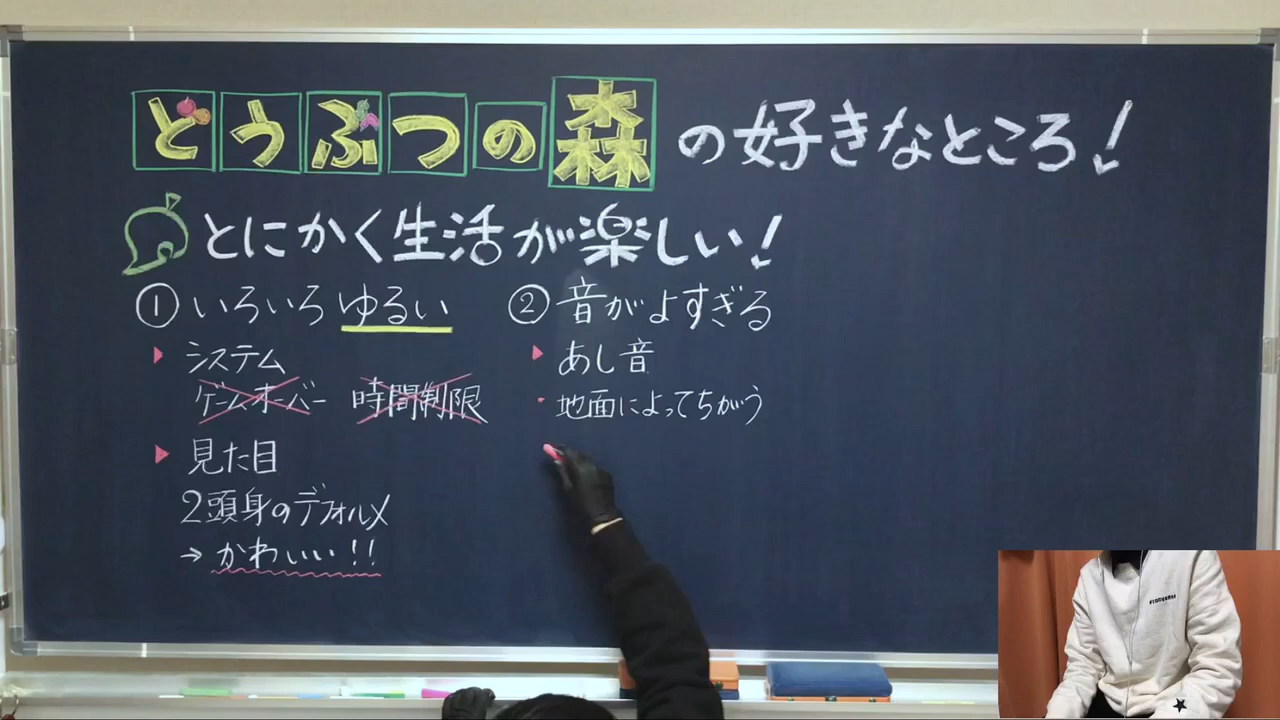 どうぶつの森の好きなところ!
とにかく生活が楽しい!
① いろいろゆるい
▶ システム
ゲームオーバー 時間制限
▶ 見た目
2頭身のデフォルメ
→ かわいい!!
② 音がよすぎる
▶ あし音
・地面によってちがう